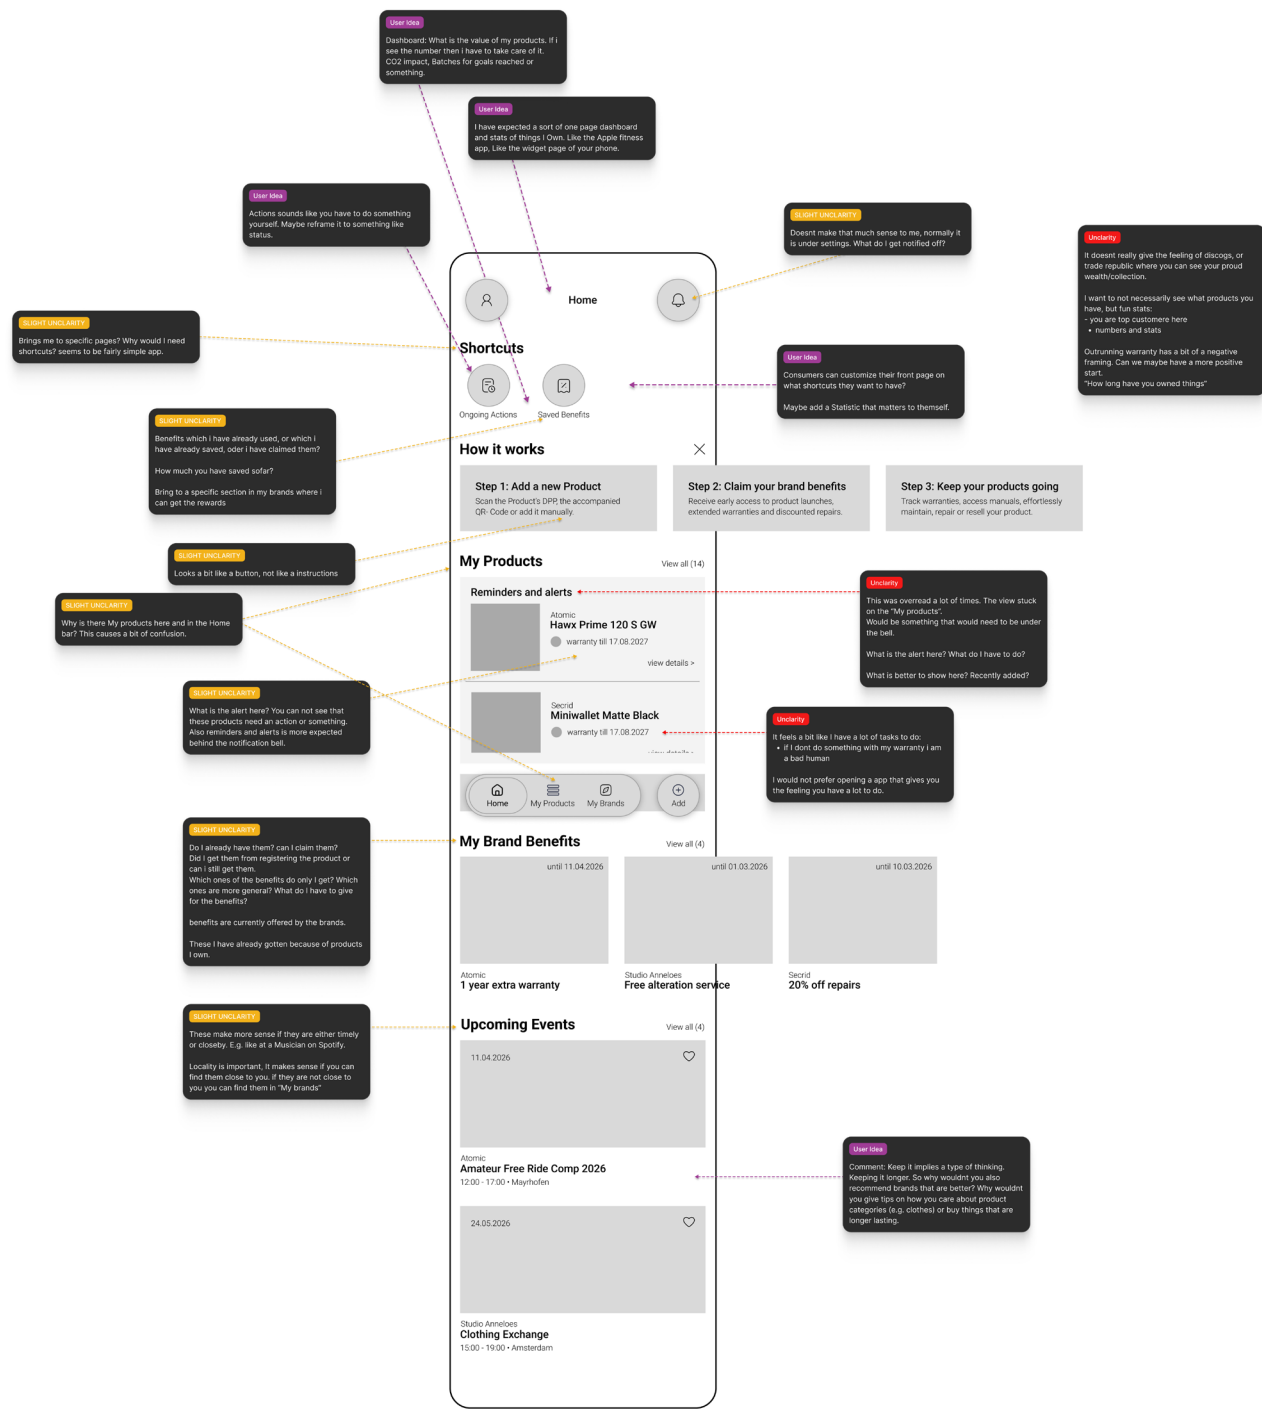 User Idea
Dashboard: What is the value of my products. If i
see the number then i have to take care of it.
CO2 impact, Batches for goals reached or
something.
User Idea
I have expected a sort of one page dashboard
and stats of things I Own. Like the Apple fitness
app, Like the widget page of your phone.
User Idea
Actions sounds like you have to do something
yourself. Maybe reframe it to something like
status.
SLIGHT UNCLARITY
Doesnt make that much sense to me, normally it
is under settings. What do I get notified off?
Unclarity
It doesnt really give the feeling of discogs, or
trade republic where you can see your proud
wealth/collection.
I want to not necessarily see what products you
have, but fun stats:
- you are top customere here
• numbers and stats
Outrunning warranty has a bit of a negative
framing. Can we maybe have a more positive
start.
"How long have you owned things"
Home
SLIGHT UNCLARITY
Brings me to specific pages? Why would I need
shortcuts? seems to be fairly simple app.
Shortcuts
Ongoing Actions
Saved Benefits
User Idea
Consumers can customize their front page on
what shortcuts they want to have?
Maybe add a Statistic that matters to themself.
SLIGHT UNCLARITY
Benefits which i have already used, or which i
have already saved, oder i have claimed them?
How much you have saved sofar?
Bring to a specific section in my brands where i
can get the rewards
How it works
Step 1: Add a new Product
Scan the Product's DPP, the accompanied
QR- Code or add it manually.
Step 2: Claim your brand benefits
Receive early access to product launches,
extended warranties and discounted repairs.
Step 3: Keep your products going
Track warranties, access manuals, effortlessly
maintain, repair or resell your product.
SLIGHT UNCLARITY
Looks a bit like a button, not like a instructions
SLIGHT UNCLARITY
Why is there My products here and in the Home
bar? This causes a bit of confusion.
My Products
View all (14)
Reminders and alerts
Atomic
Hawx Prime 120 S GW
warranty till 17.08.2027
view details >
Secrid
Miniwallet Matte Black
warranty till 17.08.2027
view details >
Unclarity
This was overread a lot of times. The view stuck
on the "My products".
Would be something that would need to be under
the bell.
What is the alert here? What do I have to do?
What is better to show here? Recently added?
SLIGHT UNCLARITY
What is the alert here? You can not see that
these products need an action or something.
Also reminders and alerts is more expected
behind the notification bell.
Unclarity
It feels a bit like I have a lot of tasks to do:
• if I dont do something with my warranty i am
a bad human
I would not prefer opening a app that gives you
the feeling you have a lot to do.
Home
My Products
My Brands
Add
SLIGHT UNCLARITY
Do I already have them? can I claim them?
Did I get them from registering the product or
can i still get them.
Which ones of the benefits do only I get? Which
ones are more general? What do I have to give
for the benefits?
benefits are currently offered by the brands.
These I have already gotten because of products
I own.
My Brand Benefits
View all (4)
until 11.04.2026
Atomic
1 year extra warranty
until 01.03.2026
Studio Anneloes
Free alteration service
until 10.03.2026
Secrid
20% off repairs
SLIGHT UNCLARITY
These make more sense if they are either timely
or closeby. E.g. like at a Musician on Spotify.
Locality is important, It makes sense if you can
find them close to you. if they are not close to
you you can find them in "My brands"
Upcoming Events
View all (4)
11.04.2026
Atomic
Amateur Free Ride Comp 2026
12:00 - 17:00 • Mayrhofen
User Idea
Comment: Keep it implies a type of thinking.
Keeping it longer. So why wouldnt you also
recommend brands that are better? Why wouldnt
you give tips on how you care about product
categories (e.g. clothes) or buy things that are
longer lasting.
24.05.2026
Studio Anneloes
Clothing Exchange
15:00 - 19:00 • Amsterdam